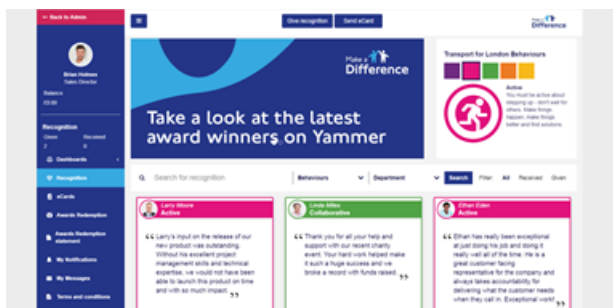 ← Back to Admin
Brian Holmes
Sales Director
Balance
Recognition
Given Received
2 8
Dashboards
Recognition
eCards
Awards Redemption
Awards Redemption
statement
My Notifications
My Messages
Terms and conditions
Give recognition Send eCard
Make a
Difference
Make a
Difference
Take a look at the latest
award winners on Yammer
Transport for London Behaviours
Active
You must be active about
stepping up - don't wait for
others. Make things
happen, make things
better and find solutions.
Search for recognition Behaviours Department Search Filter: All Received Given
Larry Moore
Active
“ Larry's input on the release of our
new product was outstanding.
Without his excellent project
management skills and technical
expertise, we would not have been
able to launch this product on time
and with so much impact. ”
Linda Miles
Collaborative
“ Thank you for all your help and
support with our recent charity
event. Your hard work helped make
it such a huge success and we
broke a record with funds raised. ”
Ethan Eden
Active
“ Ethan has really been exceptional
at just doing his job and doing it
really well all of the time. He is a
great customer facing
representative for the company and
always takes accountability for
delivering what the customer needs
when they call in. Exceptional work! ”